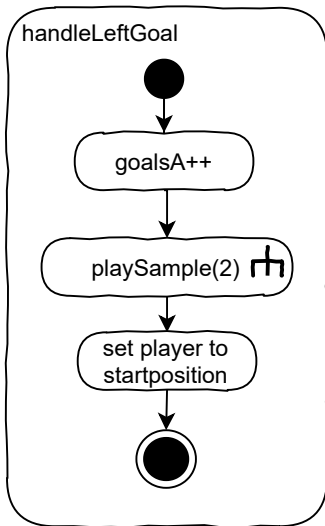 handleLeftGoal
goalsA++
playSample(2)
set player to
startposition